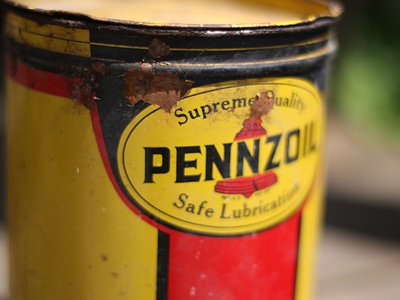 Supreme Quality
PENNZOIL
Safe Lubrication